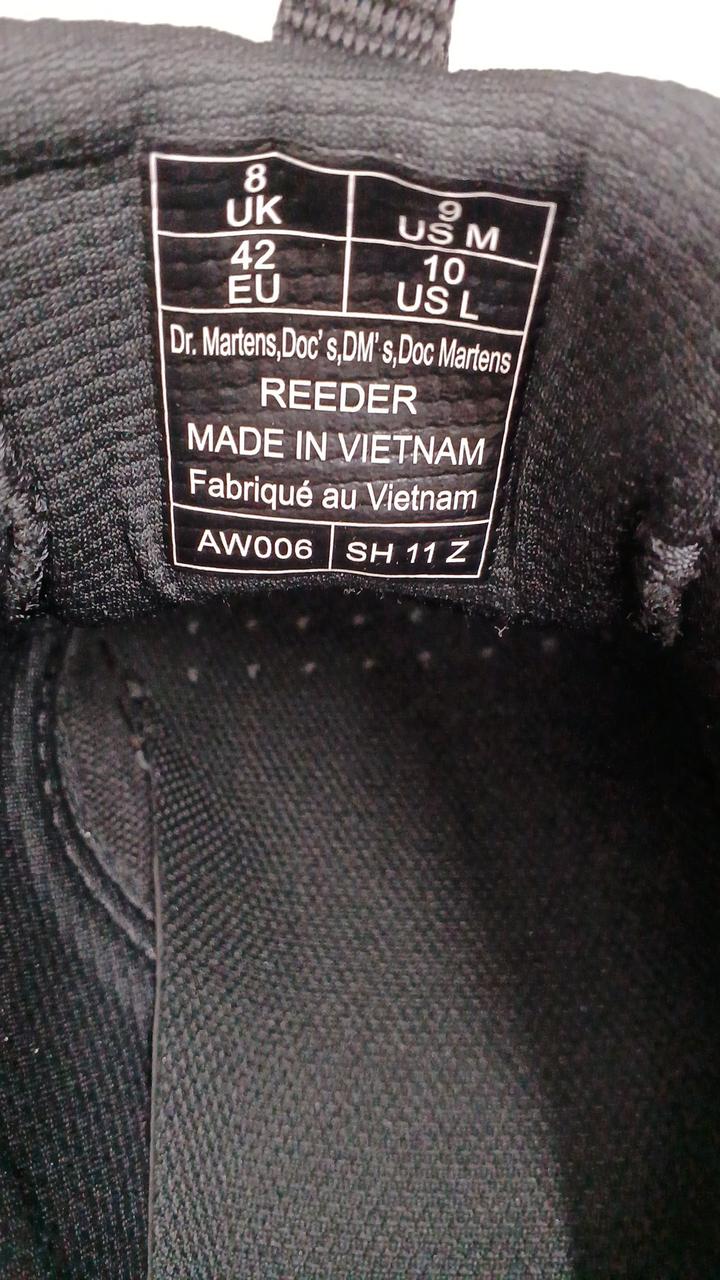 8
UK
9
US M
42
EU
10
US L
Dr. Martens,Doc's,DM's,Doc Martens
REEDER
MADE IN VIETNAM
Fabriqué au Vietnam
AW006
SH 11 Z